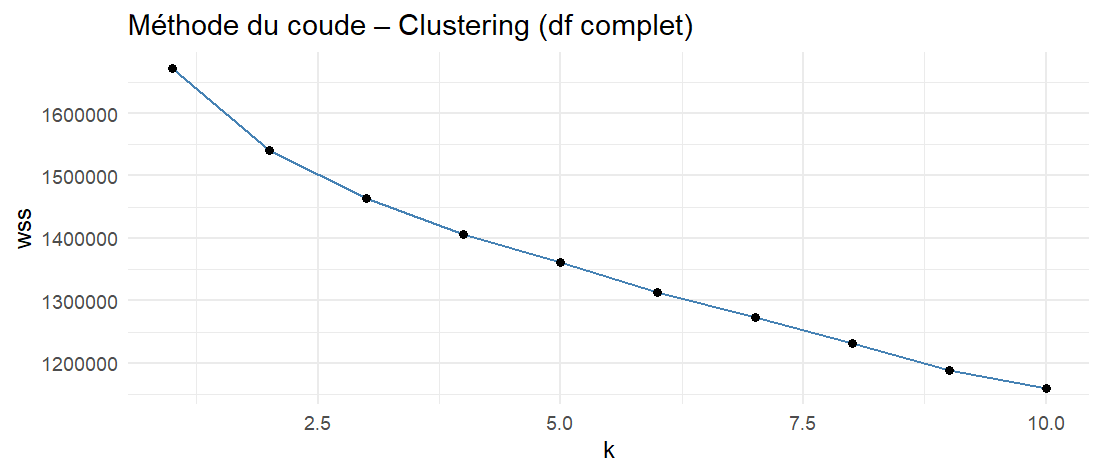 Méthode du coude – Clustering (df complet)
1600000
1500000
1400000
1300000
1200000
wss
2.5 5.0 7.5 10.0
k